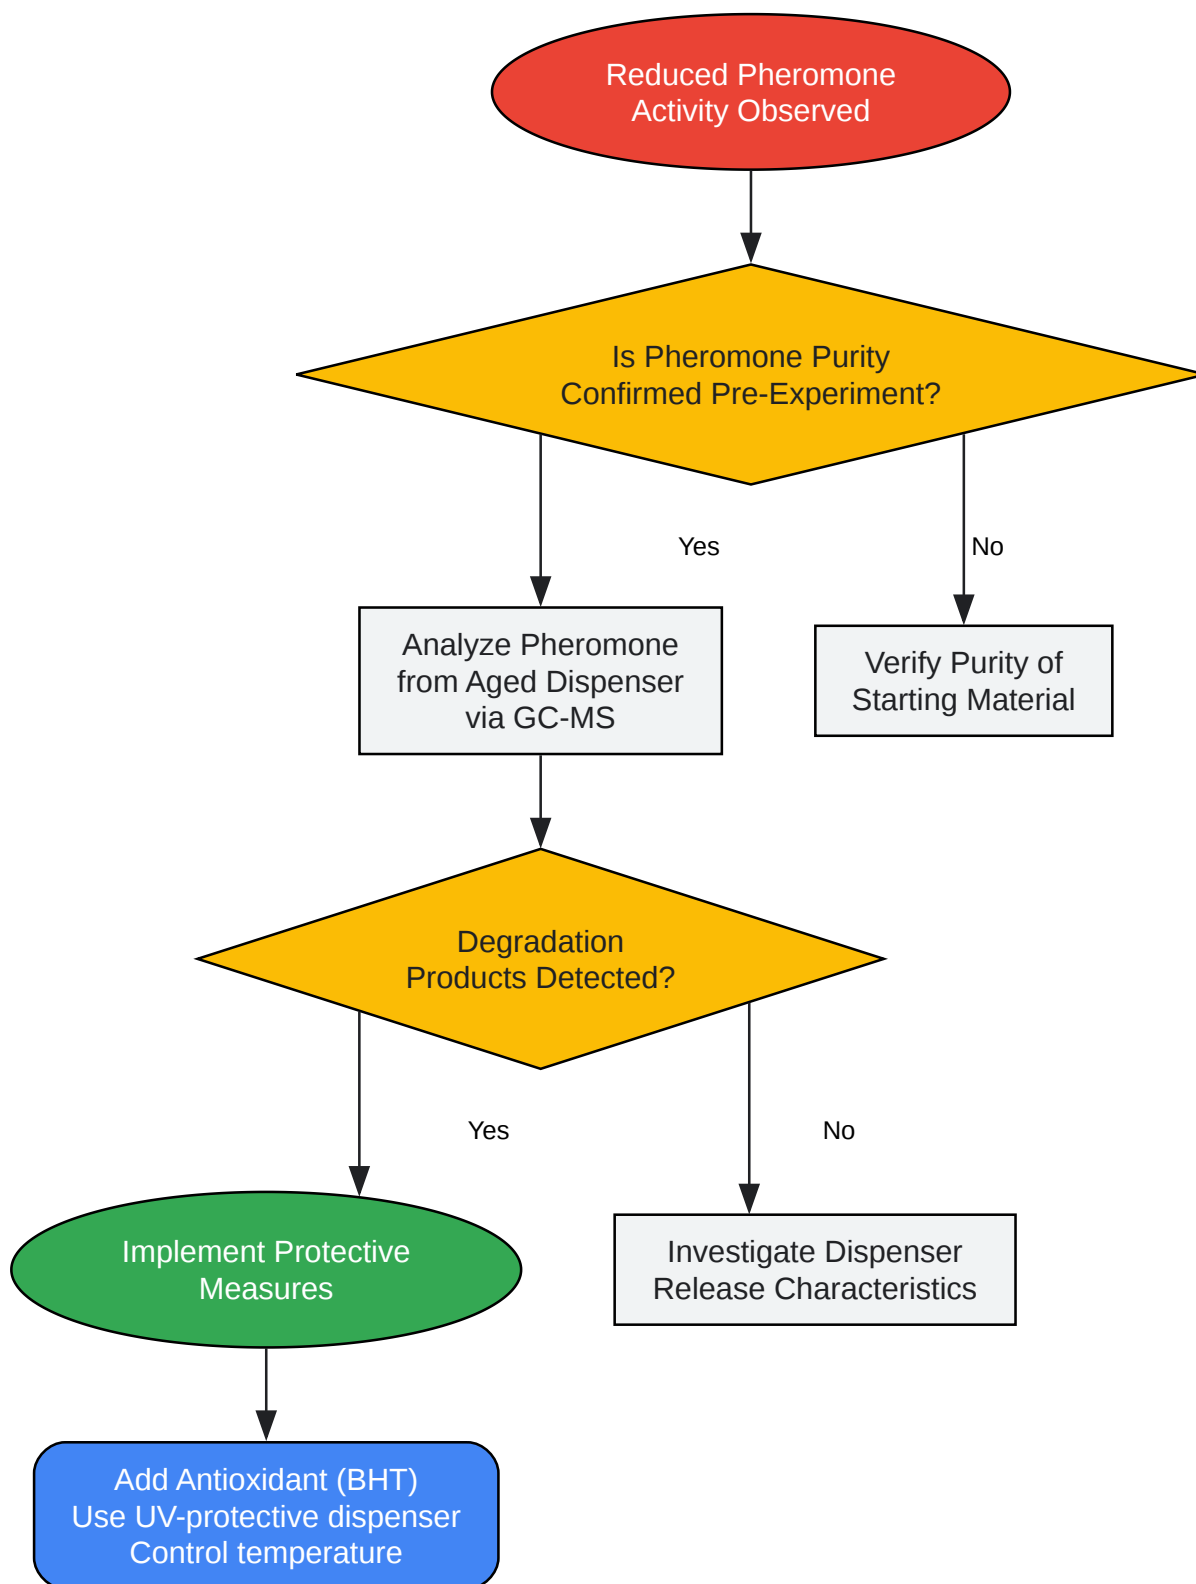 Reduced Pheromone
Activity Observed
Is Pheromone Purity
Confirmed Pre-Experiment?
Yes
No
Analyze Pheromone
from Aged Dispenser
via GC-MS
Verify Purity of
Starting Material
Degradation
Products Detected?
Yes
No
Implement Protective
Measures
Investigate Dispenser
Release Characteristics
Add Antioxidant (BHT)
Use UV-protective dispenser
Control temperature